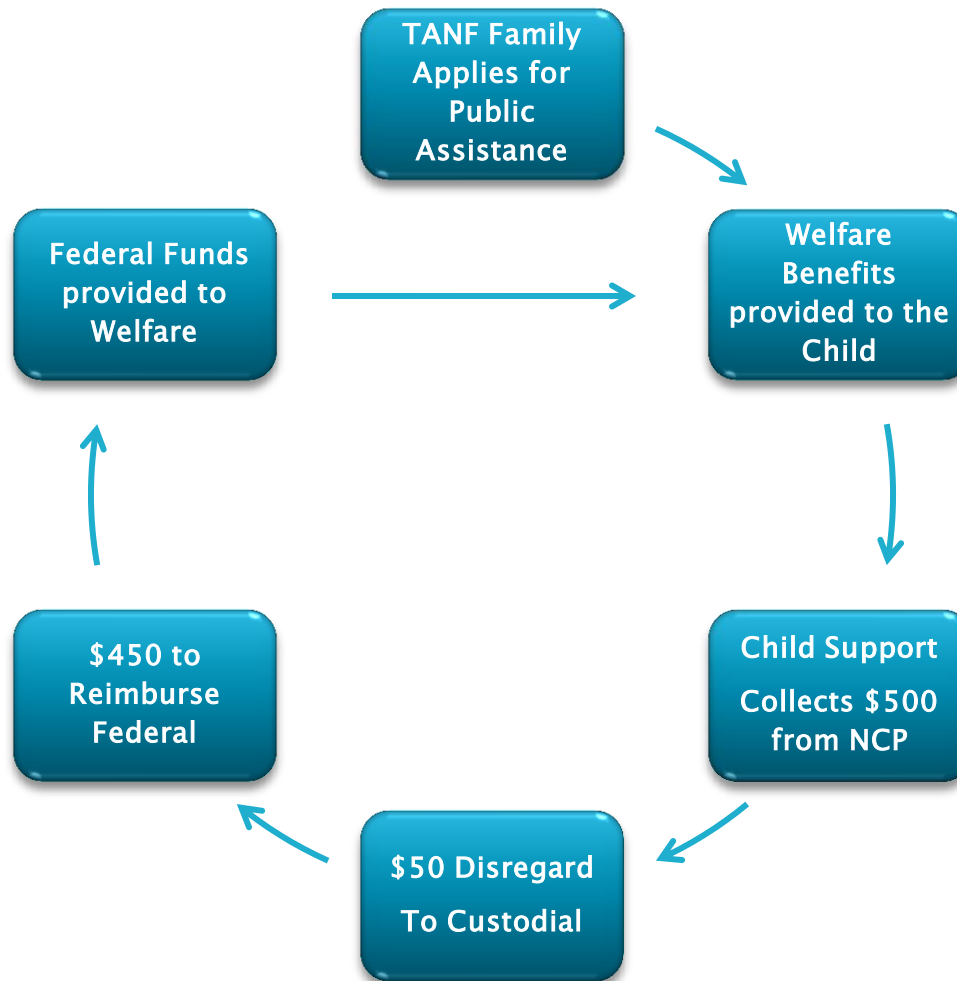 TANF Family
Applies for
Public
Assistance
Welfare
Benefits
provided to the
Child
Child Support
Collects $500
from NCP
$50 Disregard
To Custodial
$450 to
Reimburse
Federal
Federal Funds
provided to
Welfare